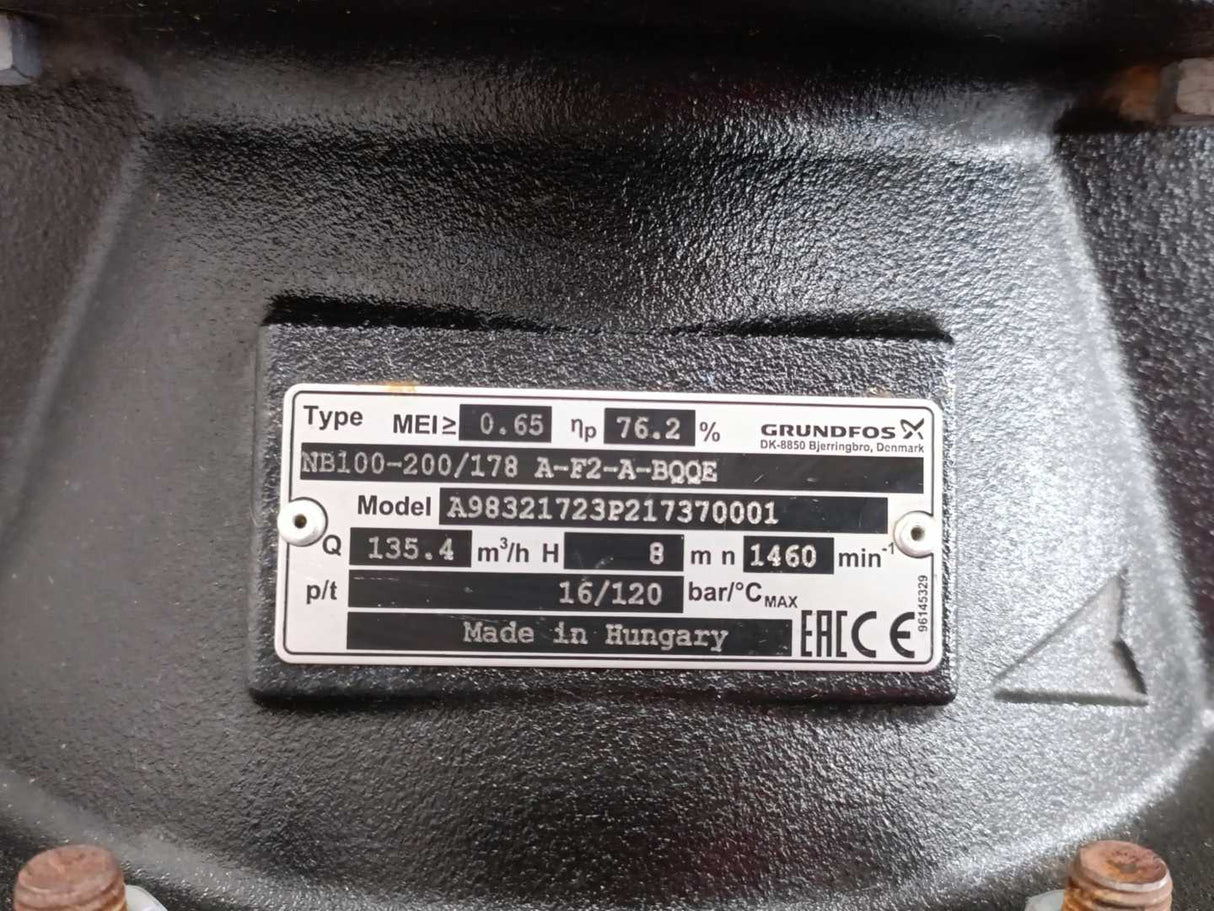 Type MEI≥ 0.65 ηp 76.2 % GRUNDFOS
DK-8850 Bjerringbro, Denmark
NB100-200/178 A-F2-A-BQQE
Model A98321723P217370001
Q 135.4 m³/h H 8 m n 1460 min⁻¹
p/t 16/120 bar/°CMAX
Made in Hungary EAC CE
96145329